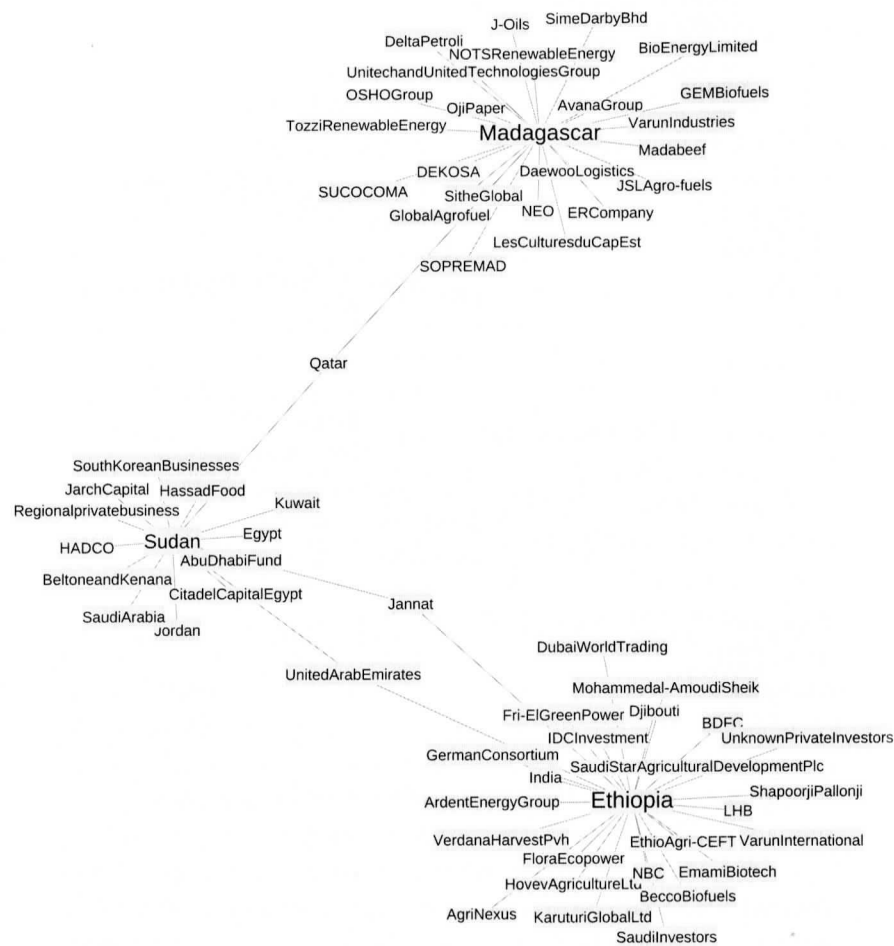 SimeDarbyBhd
J-Oils
DeltaPetroli
NOTSRenewableEnergy
BioEnergyLimited
UnitechandUnitedTechnologiesGroup
OSHOGroup
GEMBiofuels
OjiPaper
AvanaGroup
TozziRenewableEnergy
VarunIndustries
Madagascar
Madabeef
DEKOSA
DaewooLogistics
JSLAgro-fuels
SUCOCOMA
SitheGlobal
GlobalAgrofuel
NEO
ERCompany
LesCulturesduCapEst
SOPREMAD
Qatar
SouthKoreanBusinesses
JarchCapital
HassadFood
Kuwait
Regionalprivatebusiness
Egypt
HADCO
Sudan
AbuDhabiFund
BeltoneandKenana
CitadelCapitalEgypt
SaudiArabia
Jordan
Jannat
UnitedArabEmirates
DubaiWorldTrading
Mohammedal-AmoudiSheik
Fri-ElGreenPower
Djibouti
BDFC
IDCInvestment
UnknownPrivateInvestors
GermanConsortium
SaudiStarAgriculturalDevelopmentPlc
India
ShapoorjiPallonji
ArdentEnergyGroup
Ethiopia
LHB
VerdanaHarvestPvh
EthioAgri-CEFT
VarunInternational
FloraEcopower
NBC
EmamiBiotech
HovevAgricultureLtd
BeccoBiofuels
AgriNexus
KaruturiGlobalLtd
SaudiInvestors